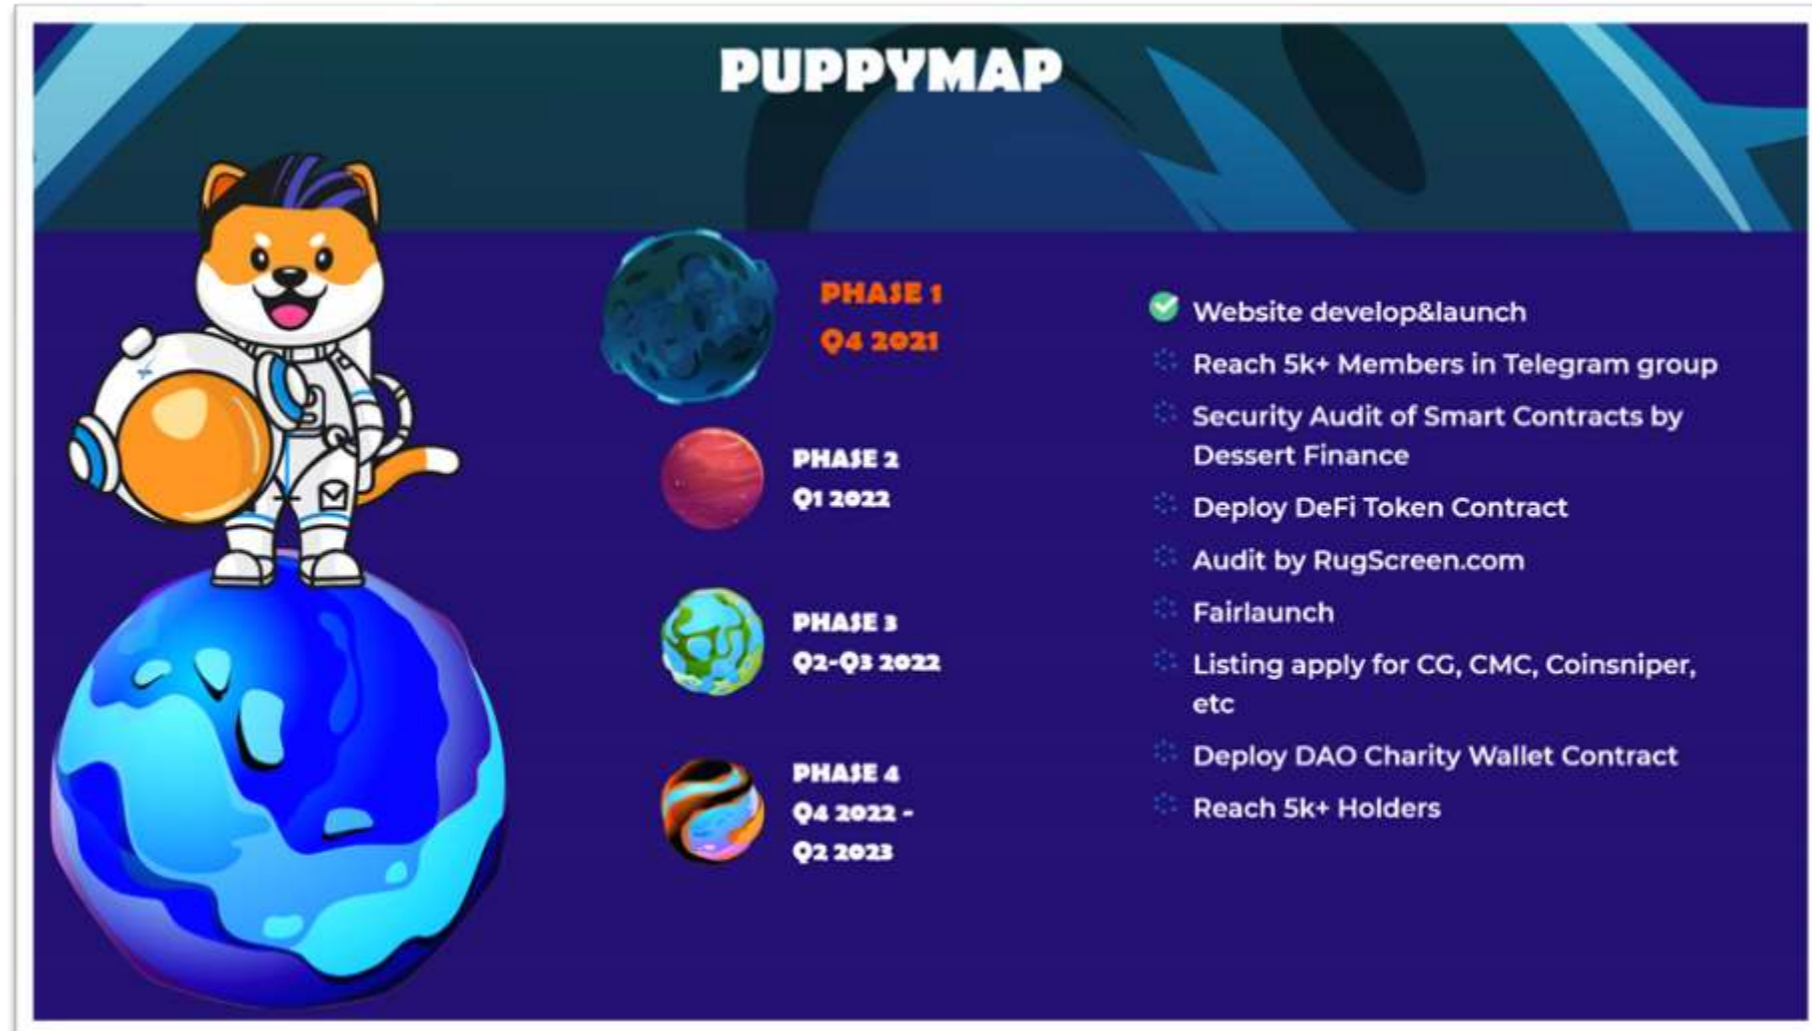 PUPPYMAP
PHASE 1
Q4 2021
PHASE 2
Q1 2022
PHASE 3
Q2-Q3 2022
PHASE 4
Q4 2022 -
Q2 2023
Website develop&launch
Reach 5k+ Members in Telegram group
Security Audit of Smart Contracts by
Dessert Finance
Deploy DeFi Token Contract
Audit by RugScreen.com
Fairlaunch
Listing apply for CG, CMC, Coinsniper,
etc
Deploy DAO Charity Wallet Contract
Reach 5k+ Holders